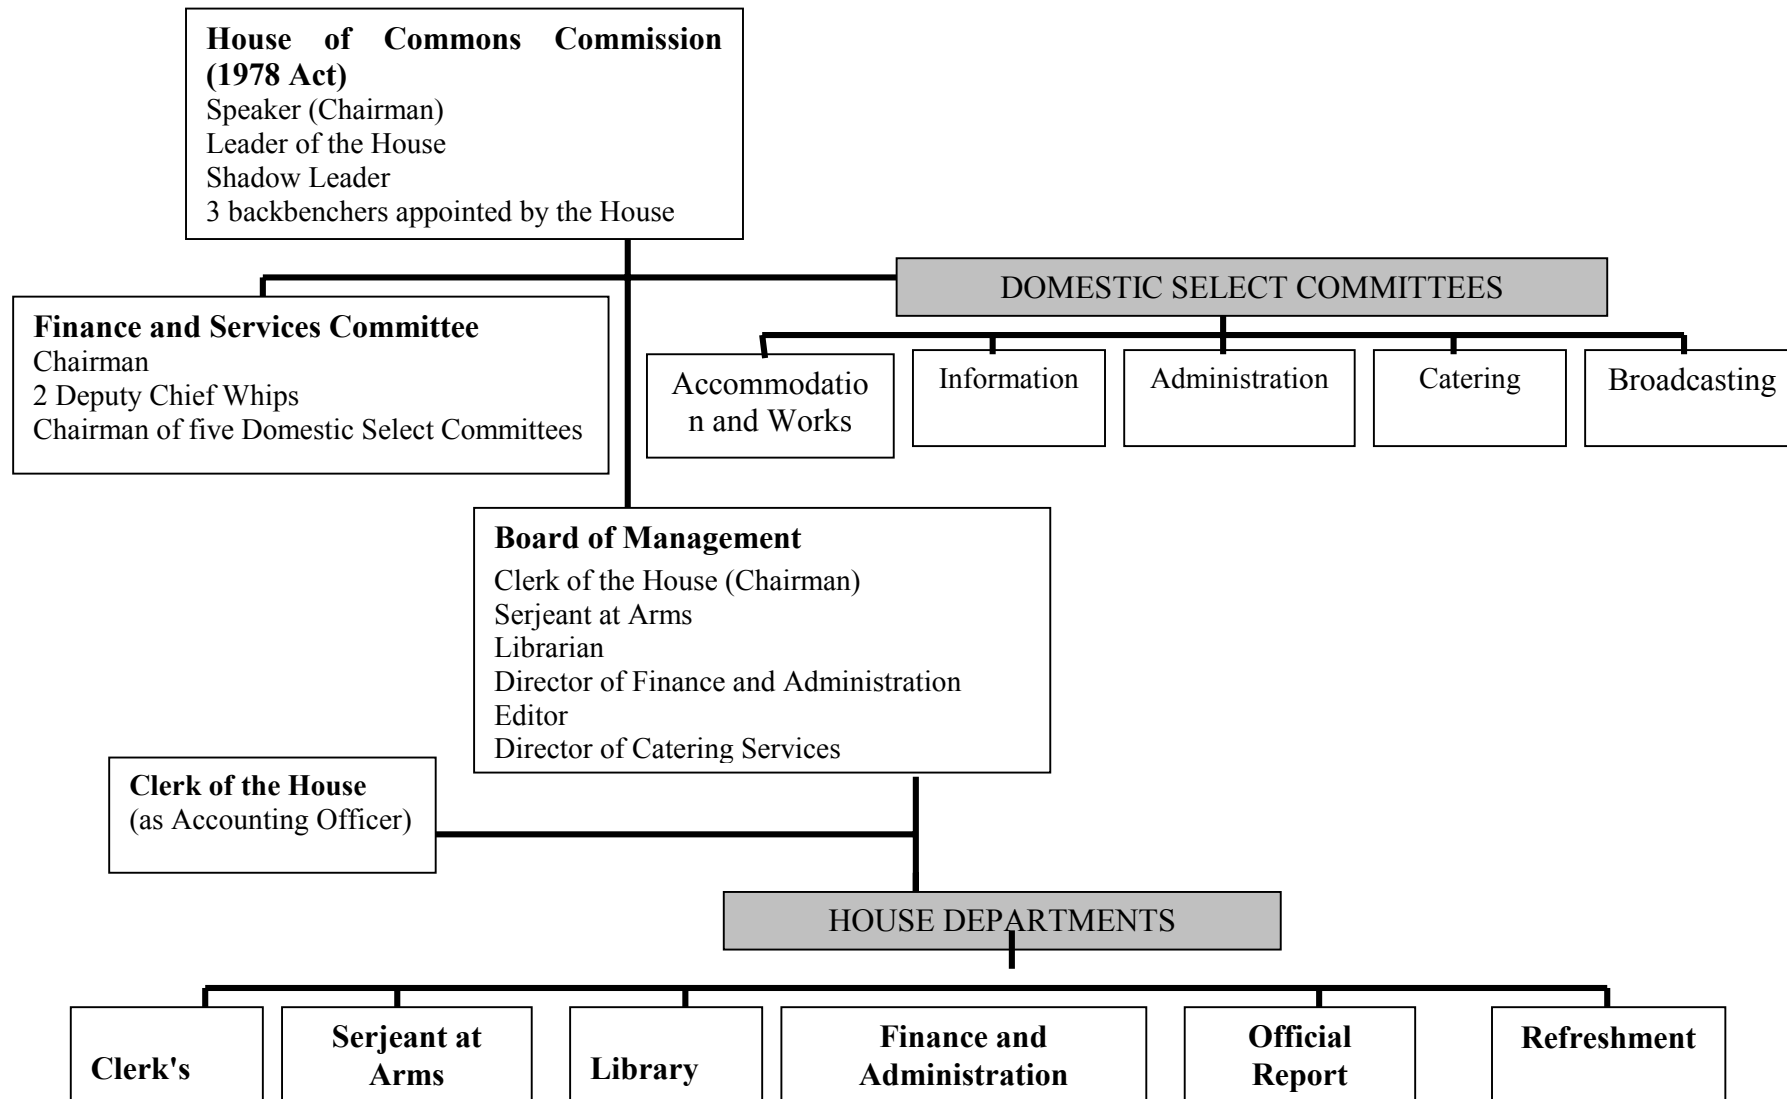 House of Commons Commission
(1978 Act)
Speaker (Chairman)
Leader of the House
Shadow Leader
3 backbenchers appointed by the House
DOMESTIC SELECT COMMITTEES
Finance and Services Committee
Chairman
2 Deputy Chief Whips
Chairman of five Domestic Select Committees
Accommodatio
n and Works
Information
Administration
Catering
Broadcasting
Board of Management
Clerk of the House (Chairman)
Serjeant at Arms
Librarian
Director of Finance and Administration
Editor
Director of Catering Services
Clerk of the House
(as Accounting Officer)
HOUSE DEPARTMENTS
Clerk's
Serjeant at
Arms
Library
Finance and
Administration
Official
Report
Refreshment